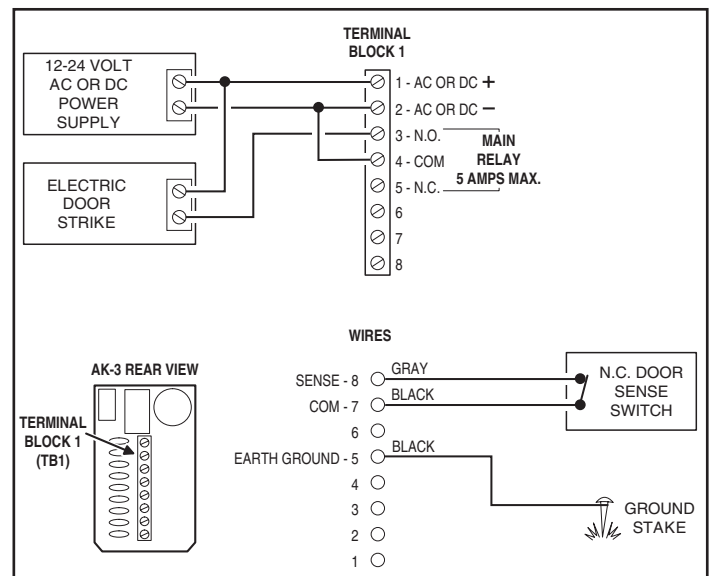 TERMINAL
BLOCK 1
12-24 VOLT
AC OR DC
POWER
SUPPLY
1 - AC OR DC +
2 - AC OR DC –
3 - N.O.
4 - COM
5 - N.C.
6
7
8
MAIN
RELAY
5 AMPS MAX.
ELECTRIC
DOOR
STRIKE
WIRES
AK-3 REAR VIEW
TERMINAL
BLOCK 1
(TB1)
SENSE - 8
GRAY
COM - 7
BLACK
6
EARTH GROUND - 5
BLACK
4
3
2
1
N.C. DOOR
SENSE
SWITCH
GROUND
STAKE